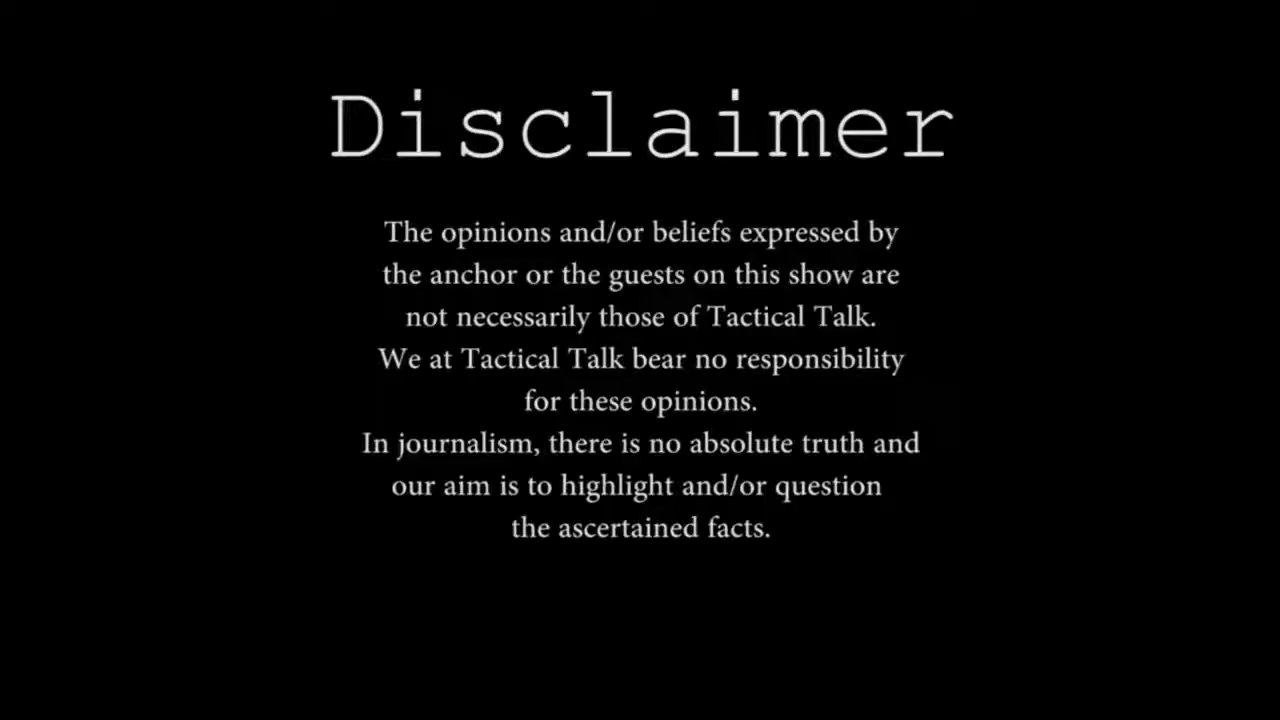 Disclaimer
The opinions and/or beliefs expressed by
the anchor or the guests on this show are
not necessarily those of Tactical Talk.
We at Tactical Talk bear no responsibility
for these opinions.
In journalism, there is no absolute truth and
our aim is to highlight and/or question
the ascertained facts.